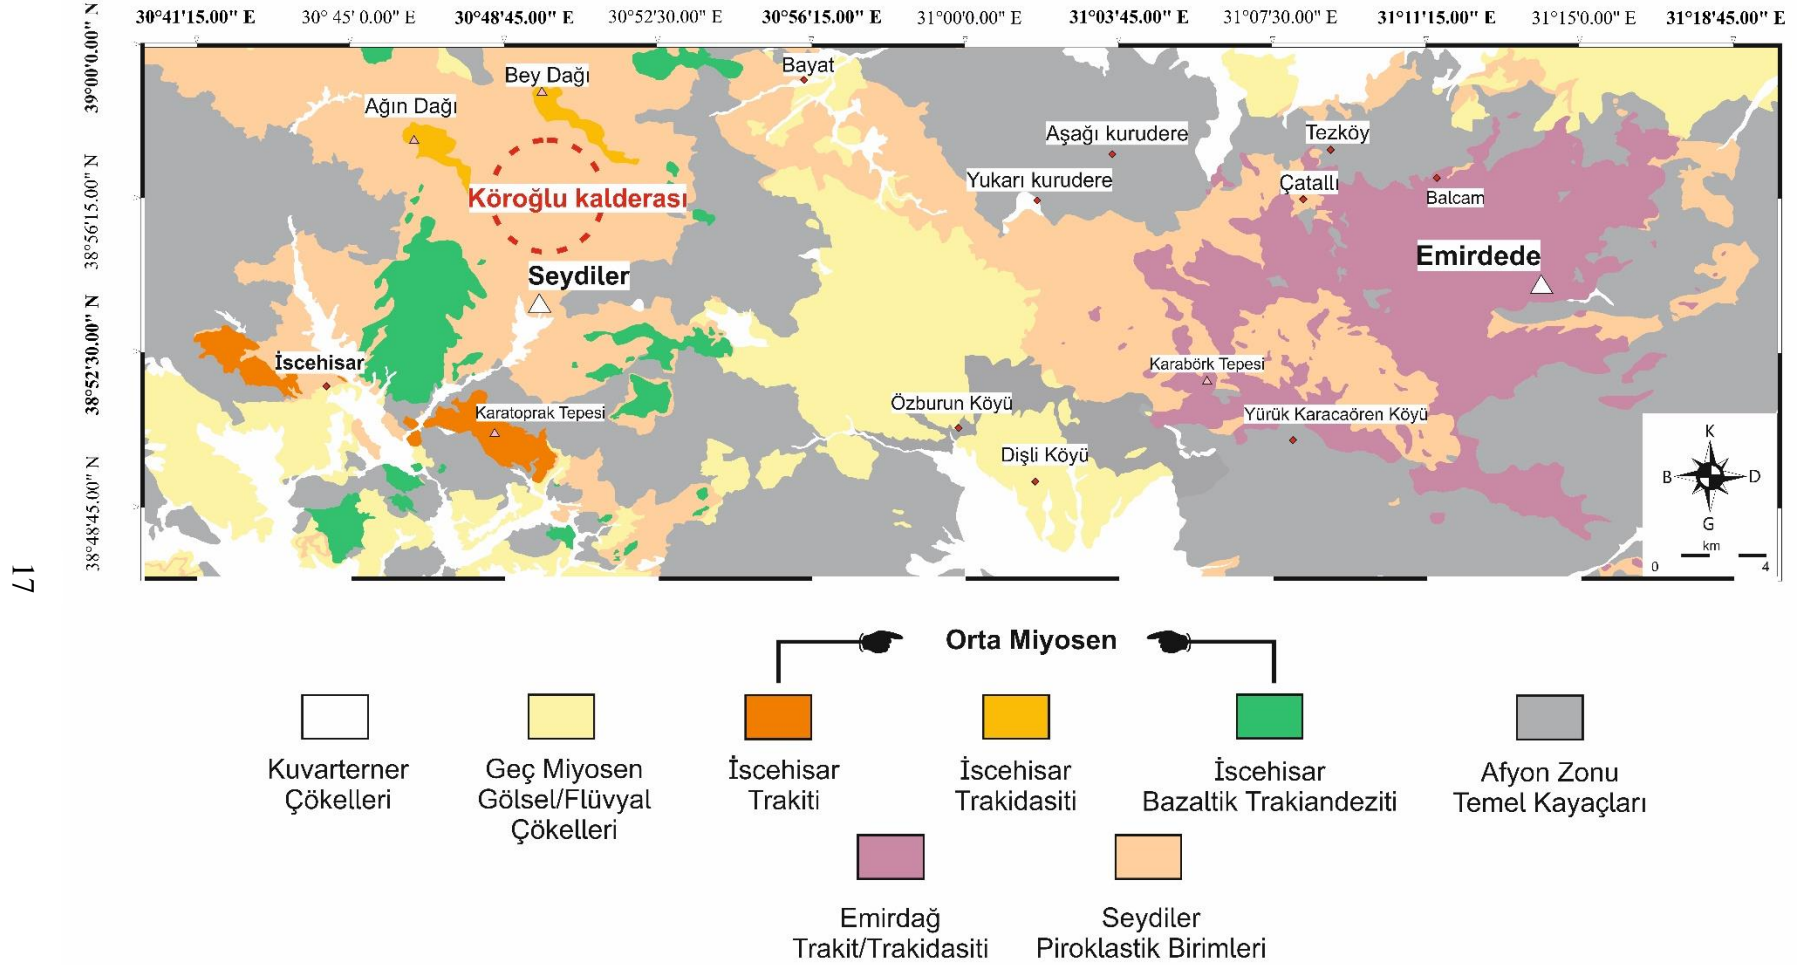 30°41'15.00" E 30°45'0.00" E 30°48'45.00" E 30°52'30.00" E 30°56'15.00" E 31°00'0.00" E 31°03'45.00" E 31°07'30.00" E 31°11'15.00" E 31°15'0.00" E 31°18'45.00" E
39°00'0.00" N
38°56'15.00" N
38°52'30.00" N
38°48'45.00" N
Bayat
Bey Dağı
Ağın Dağı
Aşağı kurudere
Tezköy
Yukarı kurudere
Çatallı
Köroğlu kalderası
Balcam
Emirdede
Seydiler
İscehisar
Karabörk Tepesi
Özburun Köyü
Karatoprak Tepesi
Yürük Karacaören Köyü
Dişli Köyü
K
B D
G
km
0 4
17
Orta Miyosen
Kuvarterner
Çökelleri
Geç Miyosen
Gölsel/Flüvyal
Çökelleri
İscehisar
Trakiti
İscehisar
Trakidasiti
İscehisar
Bazaltik Trakiandeziti
Afyon Zonu
Temel Kayaçları
Emirdağ
Trakit/Trakidasiti
Seydiler
Piroklastik Birimleri